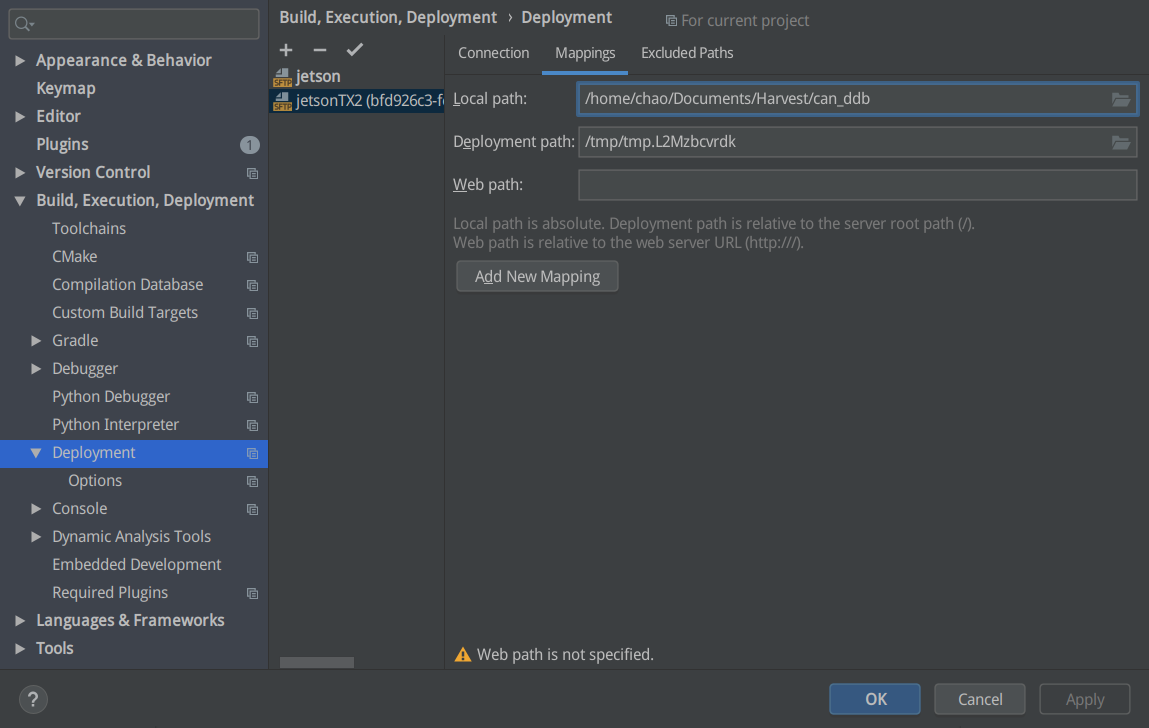 Appearance & Behavior
Keymap
Editor
Plugins 1
Version Control
Build, Execution, Deployment
Toolchains
CMake
Compilation Database
Custom Build Targets
Gradle
Debugger
Python Debugger
Python Interpreter
Deployment
Options
Console
Dynamic Analysis Tools
Embedded Development
Required Plugins
Languages & Frameworks
Tools
Build, Execution, Deployment › Deployment
For current project
SFTP jetson
SFTP jetsonTX2 (bfd926c3-f
Connection Mappings Excluded Paths
Local path: /home/chao/Documents/Harvest/can_ddb
Deployment path: /tmp/tmp.L2Mzbcvrdk
Web path:
Local path is absolute. Deployment path is relative to the server root path (/).
Web path is relative to the web server URL (http:///).
Add New Mapping
Web path is not specified.
?
OK Cancel Apply